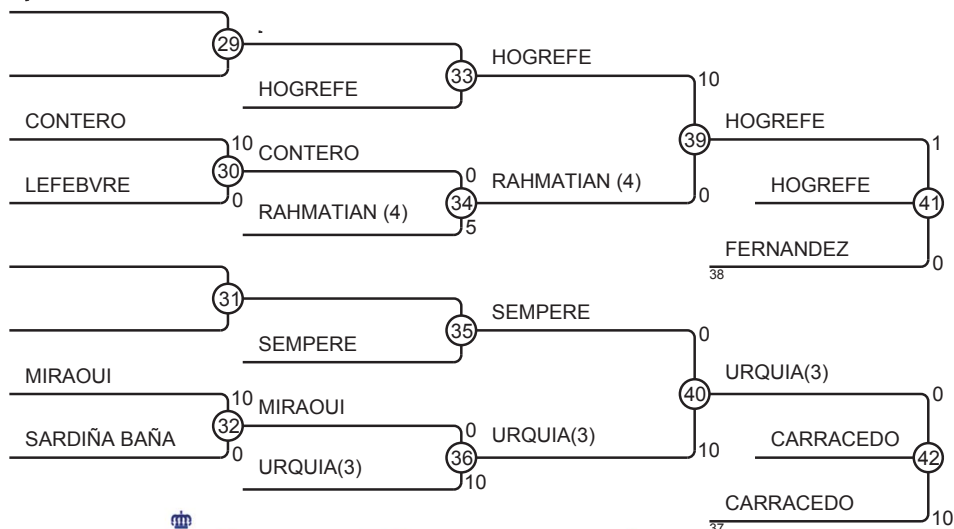 29
HOGREFE
33
HOGREFE
10
CONTERO
10
30
CONTERO
0
39
HOGREFE
1
LEFEBVRE
0
RAHMATIAN (4)
34
5
RAHMATIAN (4)
0
HOGREFE
41
FERNANDEZ
38
0
31
SEMPERE
35
SEMPERE
0
MIRAOUI
10
32
MIRAOUI
0
40
URQUIA(3)
0
SARDIÑA BAÑA
0
URQUIA(3)
36
10
URQUIA(3)
10
CARRACEDO
42
CARRACEDO
37
10